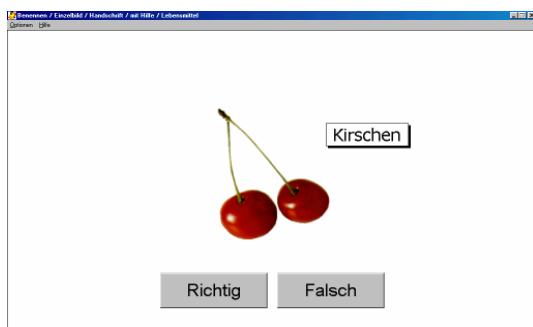 Benennen / Einzelbild / Handschrift / mit Hilfe / Lebensmittel
Optionen Hilfe
Kirschen
Richtig Falsch